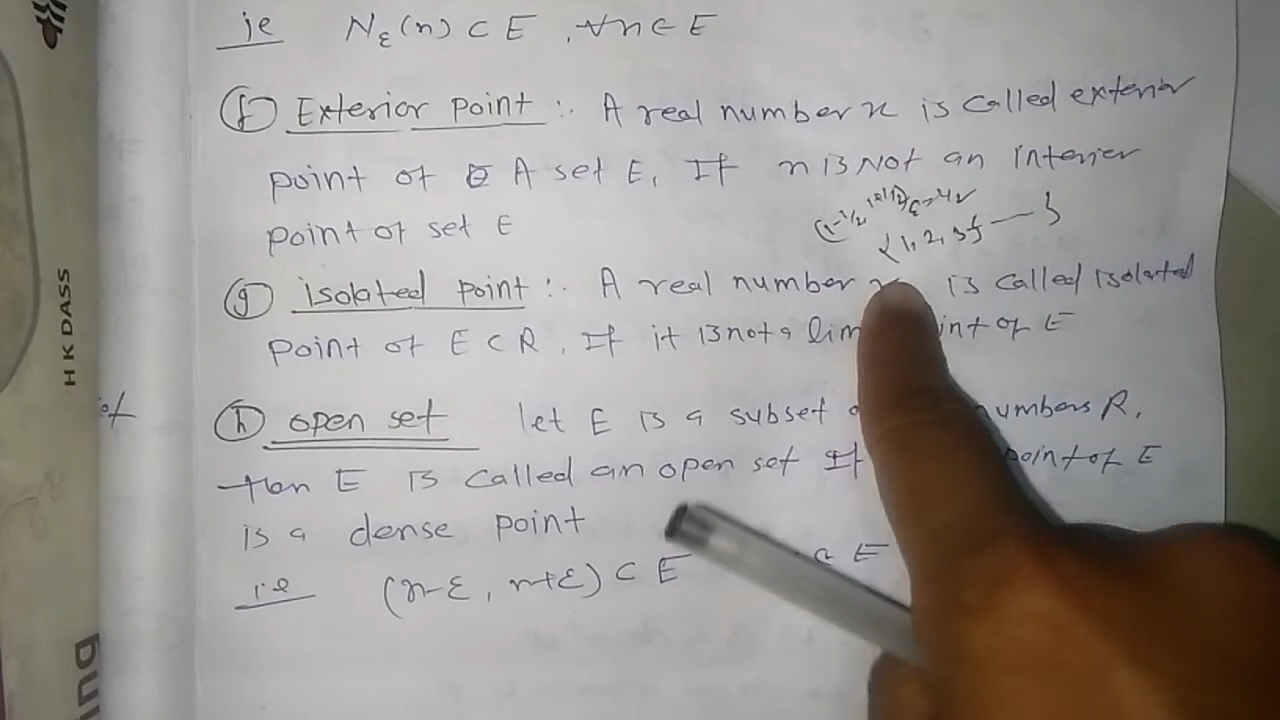 ie Nε(x) ⊂ E, ∀x ∈ E
(f) Exterior point :- A real number x is called exterior
point of A set E, If x is Not an interior
point of set E
{1, 2, 3,
(g) isolated point :- A real number x is called isolated
point of E ⊂ R, If it is not a lim int of E
of
(h) open set let E is a subset numbers R,
ten E is called an open set If point of E
is a dense point
ie (x-ε, x+ε) ⊂ E E
H K DASS
ing